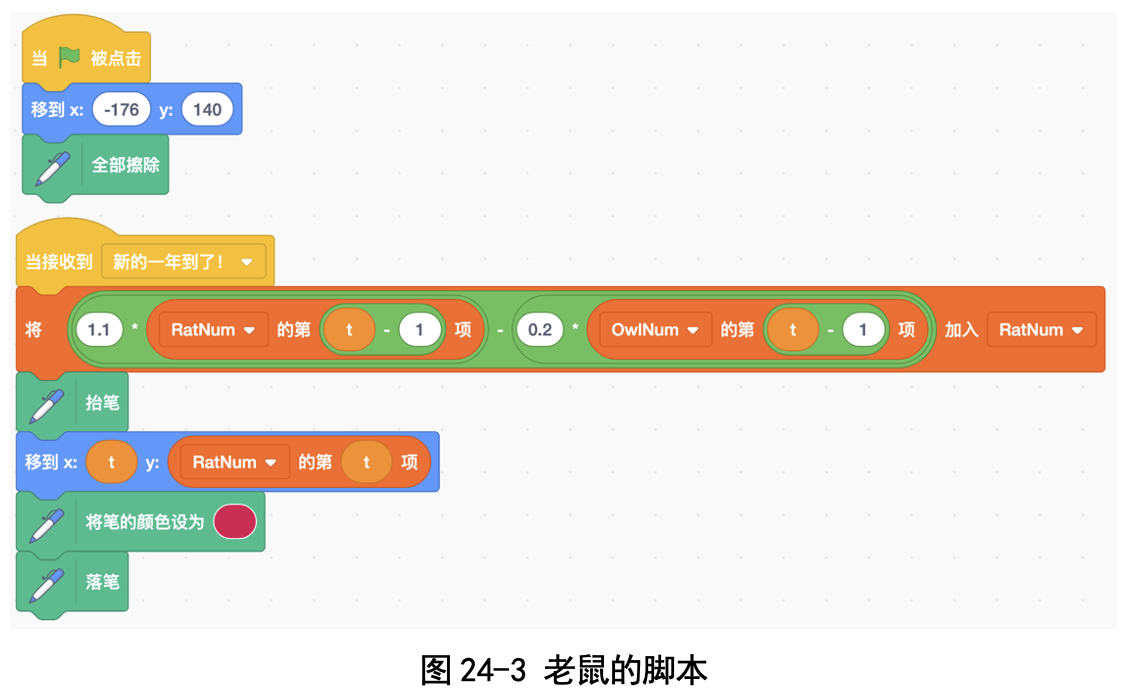 当 被点击
移到 x: -176 y: 140
全部擦除
当接收到 新的一年到了!
将 1.1 * RatNum 的第 t - 1 项 - 0.2 * OwlNum 的第 t - 1 项 加入 RatNum
抬笔
移到 x: t y: RatNum 的第 t 项
将笔的颜色设为
落笔
图 24-3 老鼠的脚本